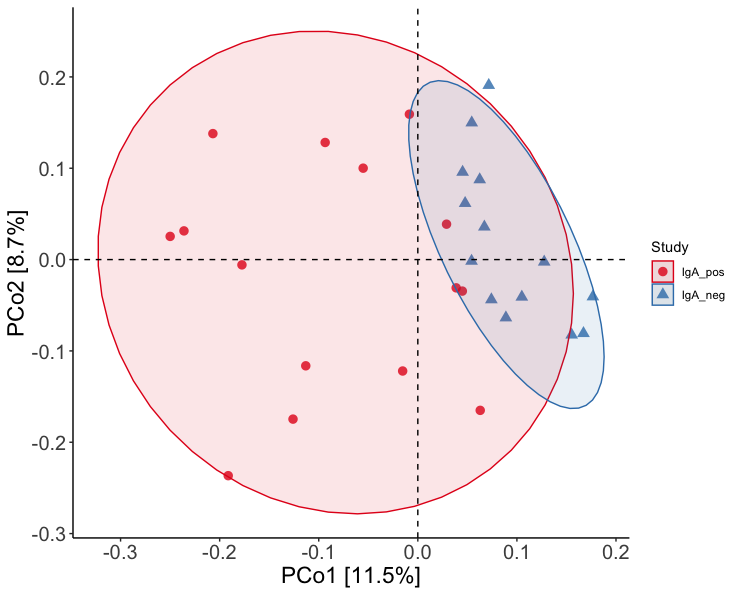 0.2
0.1
0.0
-0.1
-0.2
-0.3
PCo2 [8.7%]
-0.3 -0.2 -0.1 0.0 0.1 0.2
PCo1 [11.5%]
Study
IgA_pos
IgA_neg